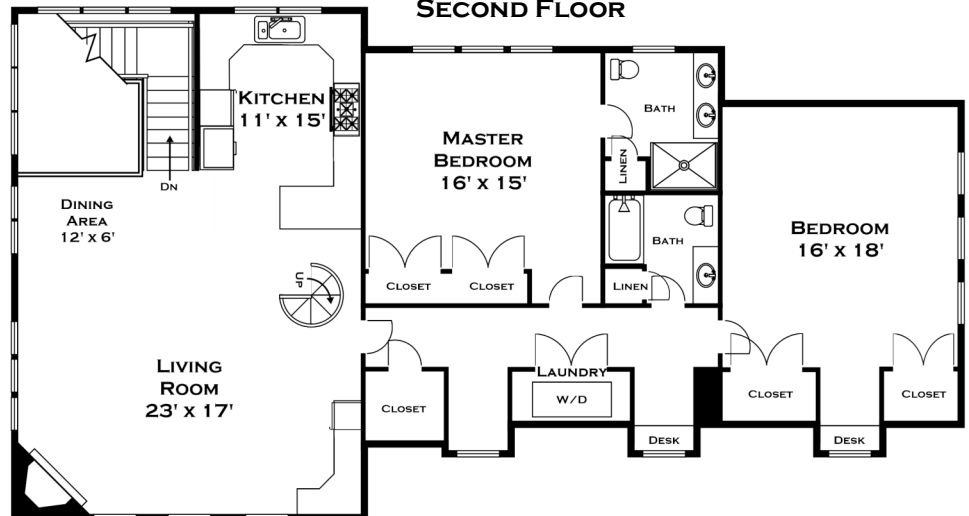 SECOND FLOOR
KITCHEN
11' x 15'
BATH
MASTER
BEDROOM
16' x 15'
LINEN
DN
DINING
AREA
12' x 6'
BEDROOM
16' x 18'
BATH
UP
CLOSET
CLOSET
LINEN
LIVING
ROOM
23' x 17'
LAUNDRY
W/D
CLOSET
CLOSET
CLOSET
DESK
DESK